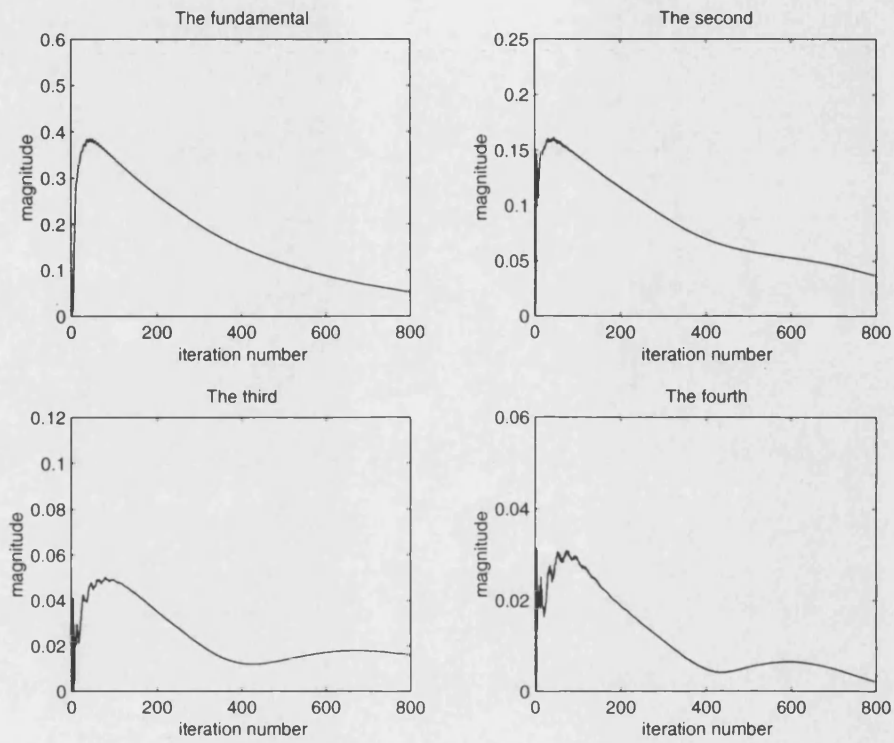 The fundamental
0.6
0.5
0.4
0.3
0.2
0.1
0
magnitude
0 200 400 600 800
iteration number
The second
0.25
0.2
0.15
0.1
0.05
0
magnitude
0 200 400 600 800
iteration number
The third
0.12
0.1
0.08
0.06
0.04
0.02
0
magnitude
0 200 400 600 800
iteration number
The fourth
0.06
0.04
0.02
0
magnitude
0 200 400 600 800
iteration number